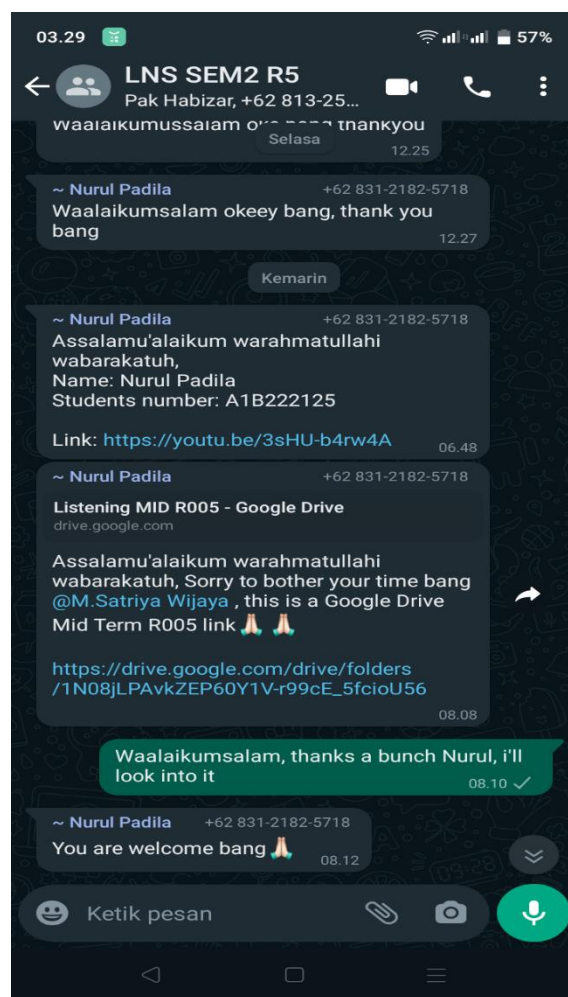 03.29
57%
LNS SEM2 R5
Pak Habizar, +62 813-25...
Waalaikumussalam oke bang thankyou
12.25
Selasa
~ Nurul Padila +62 831-2182-5718
Waalaikumsalam okeey bang, thank you
bang
12.27
Kemarin
~ Nurul Padila +62 831-2182-5718
Assalamu'alaikum warahmatullahi
wabarakatuh,
Name: Nurul Padila
Students number: A1B222125
Link: https://youtu.be/3sHU-b4rw4A
06.48
~ Nurul Padila +62 831-2182-5718
Listening MID R005 - Google Drive
drive.google.com
Assalamu'alaikum warahmatullahi
wabarakatuh, Sorry to bother your time bang
@M.Satriya Wijaya , this is a Google Drive
Mid Term R005 link🙏🏻 🙏🏻
https://drive.google.com/drive/folders
/1N08jLPAvkZEP60Y1V-r99cE_5fcioU56
08.08
Waalaikumsalam, thanks a bunch Nurul, i'll
look into it
08.10
~ Nurul Padila +62 831-2182-5718
You are welcome bang🙏🏻
08.12
Ketik pesan